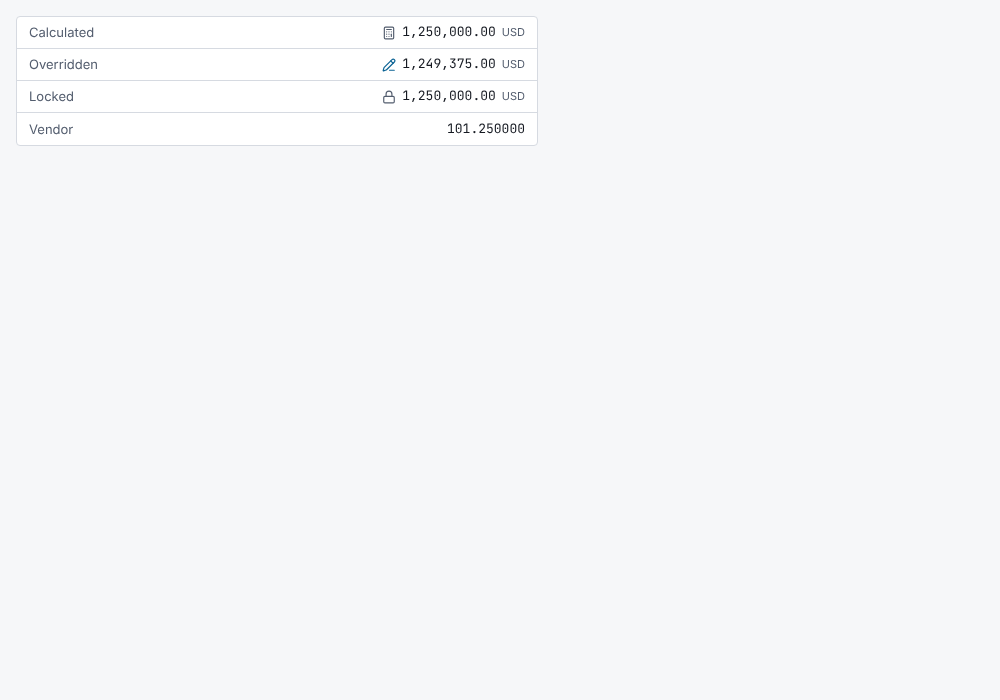 Calculated 1,250,000.00 USD
Overridden 1,249,375.00 USD
Locked 1,250,000.00 USD
Vendor 101.250000